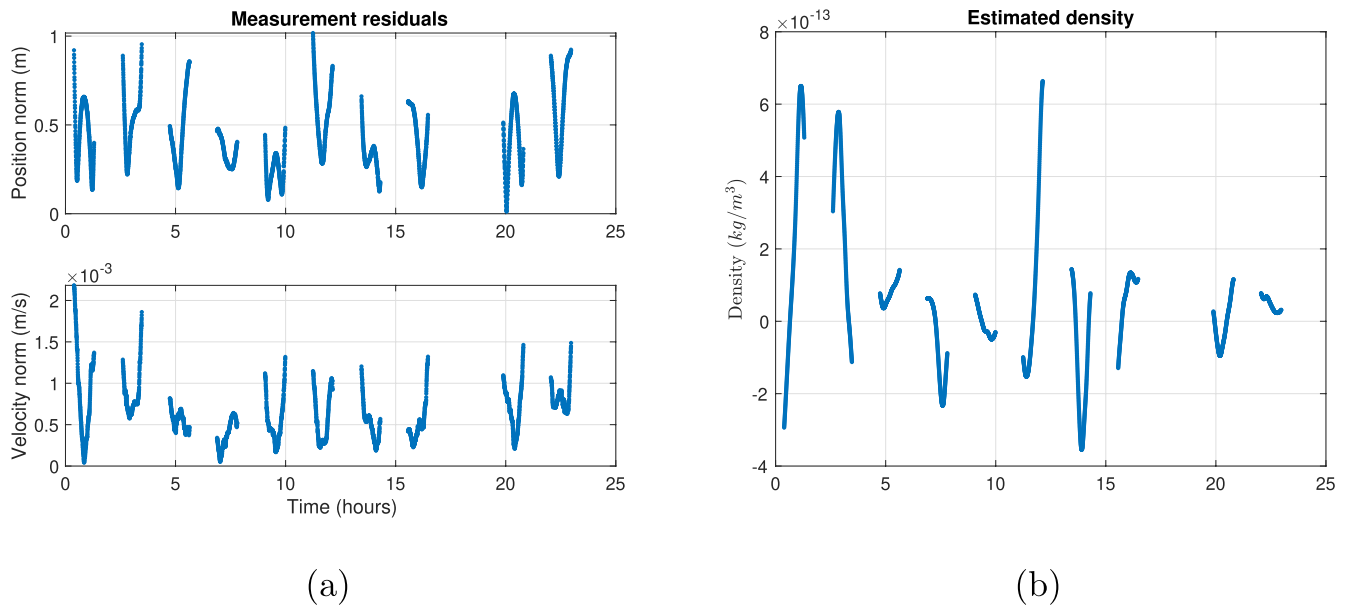 Measurement residuals
Position norm (m)
1
0.5
0
0 5 10 15 20 25
×10-3
Velocity norm (m/s)
2
1.5
1
0.5
0
0 5 10 15 20 25
Time (hours)
(a)
Estimated density
×10-13
Density (kg/m3)
8
6
4
2
0
-2
-4
0 5 10 15 20 25
(b)